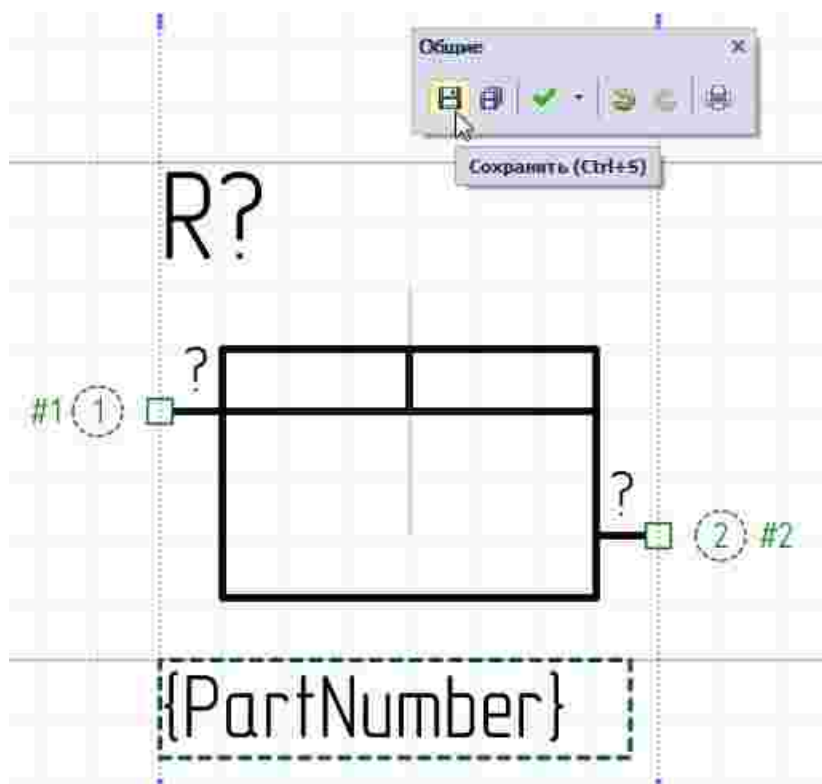 Общие
Сохранить (Ctrl+S)
R?
?
#1 1
?
2 #2
{PartNumber}